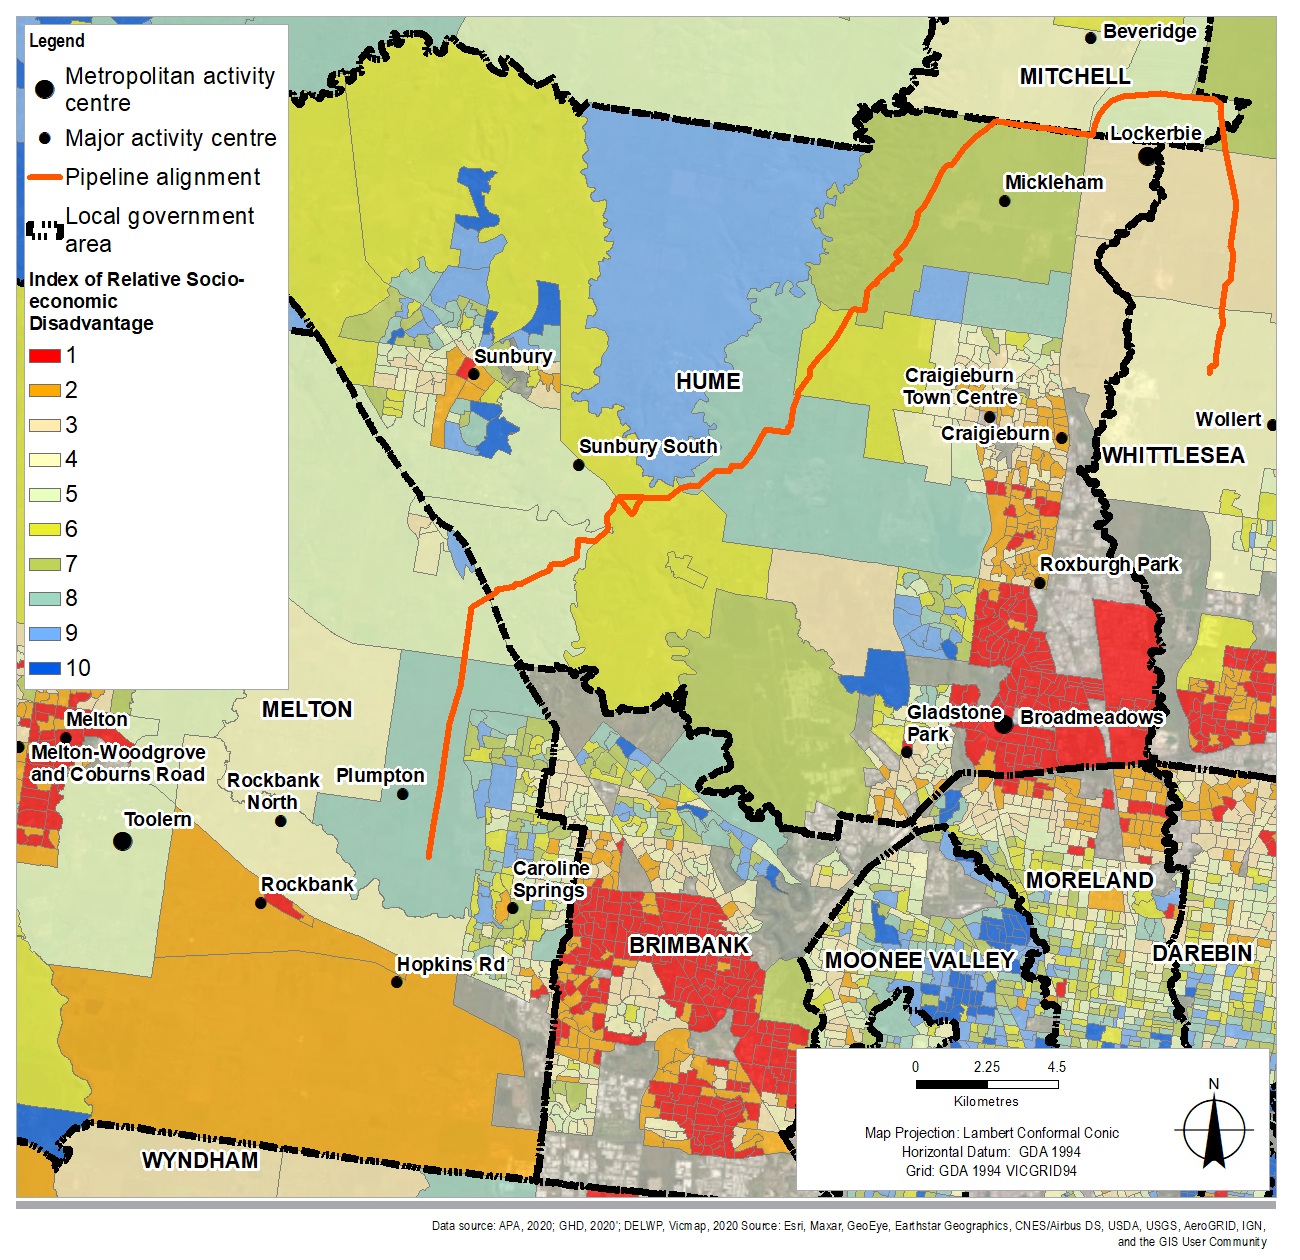 Legend
Metropolitan activity
centre
Major activity centre
Pipeline alignment
Local government
area
Index of Relative Socio-
economic
Disadvantage
1
2
3
4
5
6
7
8
9
10
Beveridge
MITCHELL
Lockerbie
Mickleham
Sunbury
HUME
Craigieburn
Town Centre
Craigieburn
Wollert
Sunbury South
WHITTLESEA
Roxburgh Park
MELTON
Melton
Melton-Woodgrove
and Coburns Road
Rockbank
North
Plumpton
Gladstone
Park
Broadmeadows
Toolern
Rockbank
Caroline
Springs
MORELAND
BRIMBANK
MOONEE VALLEY
DAREBIN
Hopkins Rd
WYNDHAM
0 2.25 4.5
Kilometres
Map Projection: Lambert Conformal Conic
Horizontal Datum: GDA 1994
Grid: GDA 1994 VICGRID94
N
Data source: APA, 2020; GHD, 2020'; DELWP, Vicmap, 2020 Source: Esri, Maxar, GeoEye, Earthstar Geographics, CNES/Airbus DS, USDA, USGS, AeroGRID, IGN,
and the GIS User Community